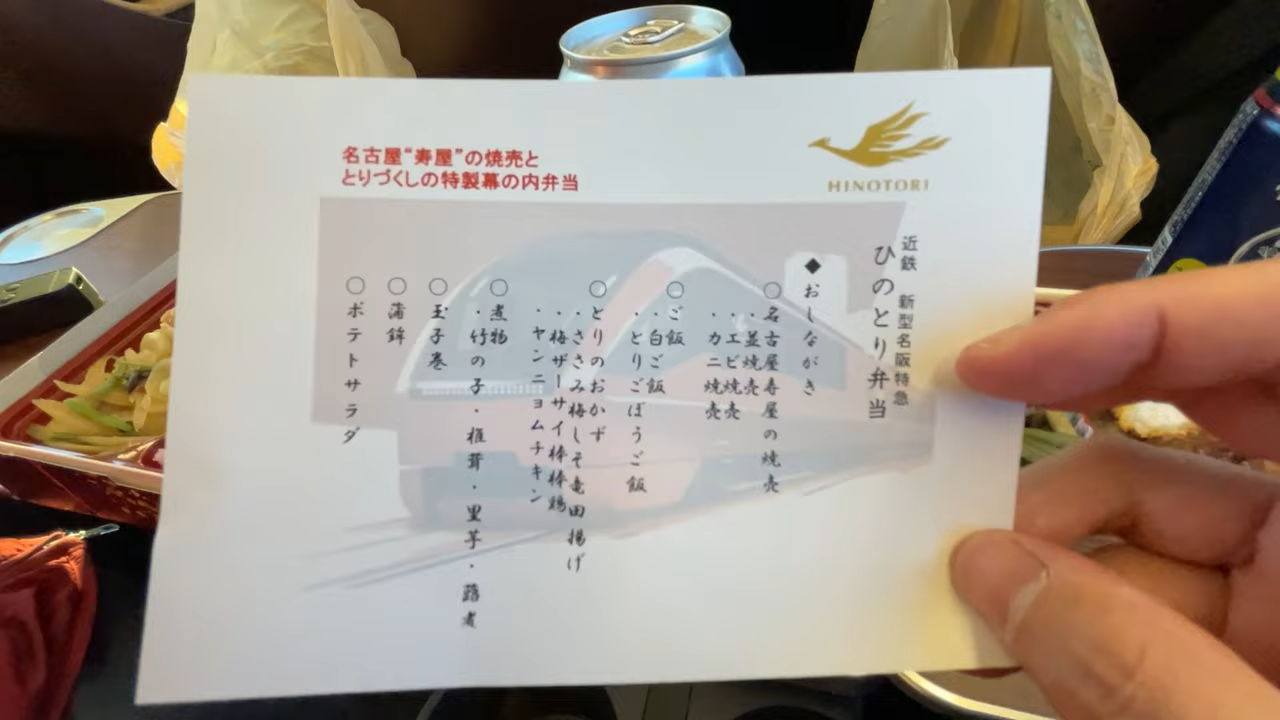 名古屋“寿屋”の焼売と
とりづくしの特製幕の内弁当
HINOTORI
近鉄 新型名阪特急
ひのとり弁当
◆おしながき
○名古屋寿屋の焼売
・並焼売
・エビ焼売
・カニ焼売
○ご飯
・白ご飯
・とりごぼうご飯
○とりのおかず
・ささみ梅しそ竜田揚げ
・梅ザーサイ棒棒鶏
・ヤンニョムチキン
○煮物
・竹の子・椎茸・里芋・蕗煮
○玉子巻
○蒲鉾
○ポテトサラダ